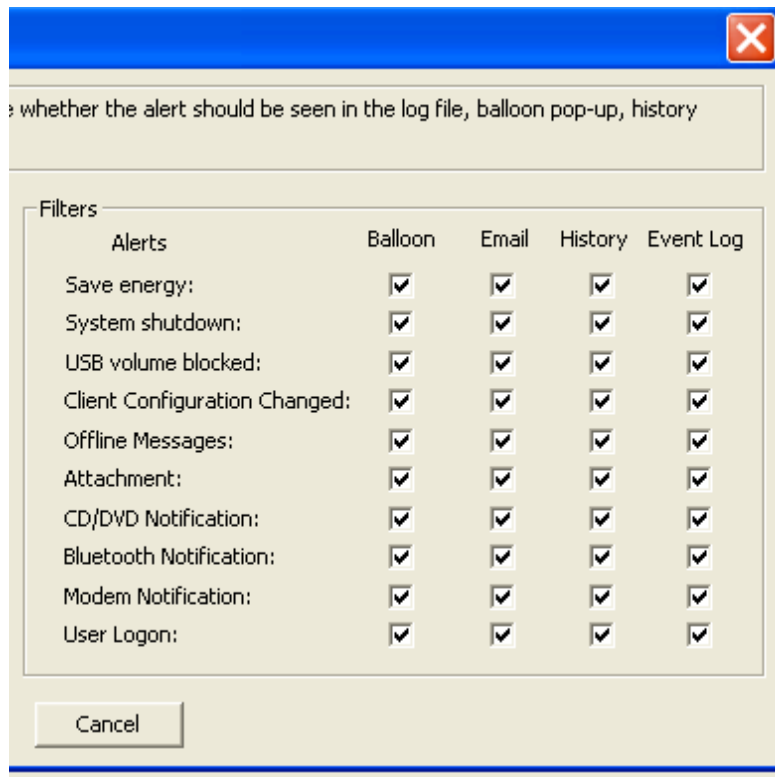 whether the alert should be seen in the log file, balloon pop-up, history
Filters
Alerts Balloon Email History Event Log
Save energy:
System shutdown:
USB volume blocked:
Client Configuration Changed:
Offline Messages:
Attachment:
CD/DVD Notification:
Bluetooth Notification:
Modem Notification:
User Logon:
Cancel